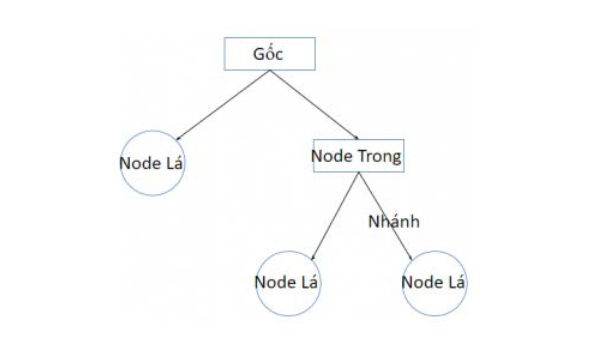 Gốc
Node Lá
Node Trong
Nhánh
Node Lá
Node Lá